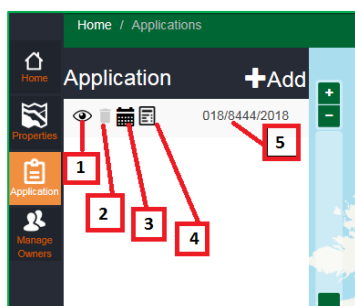 Home / Applications
Home
Application
+Add
018/8444/2018
Properties
Application
Manage
Owners
+
-
1
2
3
4
5